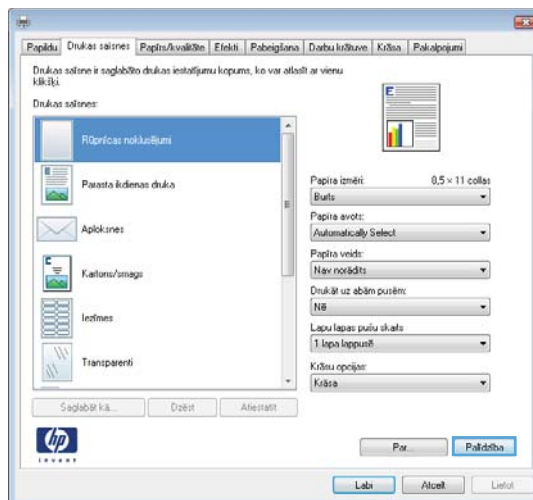 Papildu Drukas saīsnes Papīrs/kvalitāte Efekti Pabeigšana Darbu krātuve Krāsa Pakalpojumi
Drukas saīsne ir saglabāto drukas iestatījumu kopums, ko var atlasīt ar vienu
klikšķi.
Drukas saīsnes:
Rūpnīcas noklusējumi
Parasta ikdienas druka
Aploksnes
Kartons/smags
Iezīmes
Transparenti
Papīra izmēri: 8,5 × 11 collas
Burts
Papīra avots:
Automatically Select
Papīra veids:
Nav norādīts
Drukāt uz abām pusēm:
Nē
Lapu lapas pušu skaits
1 lapa lappusē
Krāsu opcijas:
Krāsa
Saglabāt kā... Dzēst Atiestatīt
hp
invent
Par... Palīdzība
Labi Atcelt Lietot